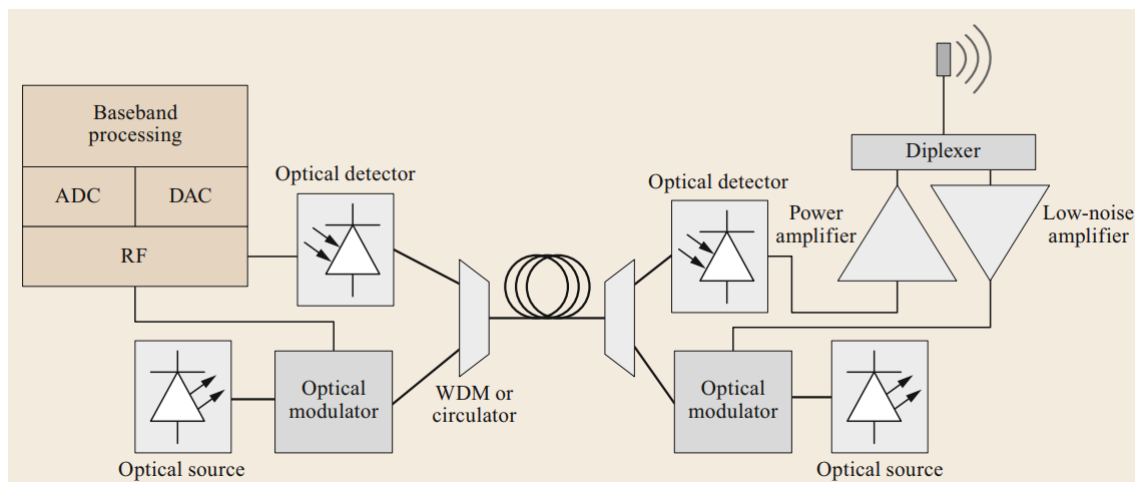 Baseband
processing
ADC
DAC
RF
Optical detector
Optical source
Optical
modulator
WDM or
circulator
Optical detector
Diplexer
Power
amplifier
Low-noise
amplifier
Optical
modulator
Optical source